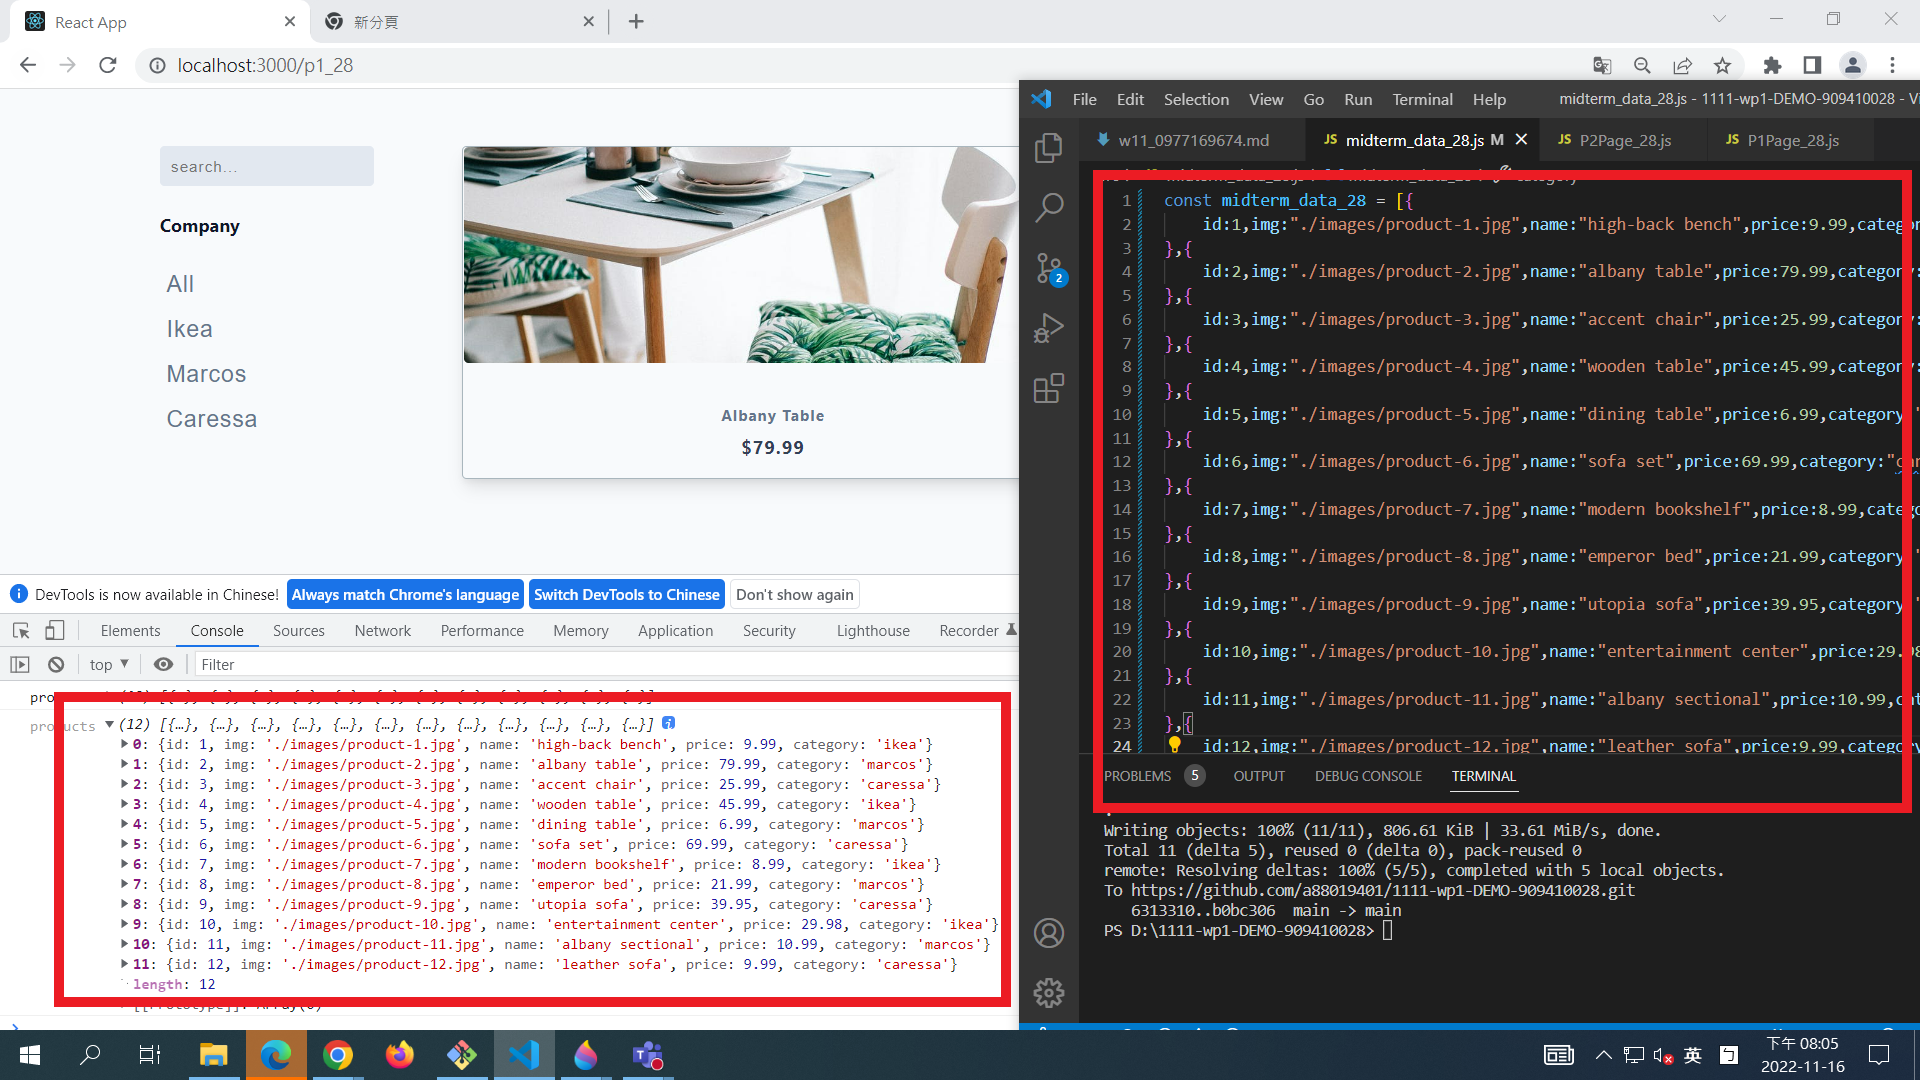 React App
新分頁
localhost:3000/p1_28
search...
Company
All
Ikea
Marcos
Caressa
Albany Table
$79.99
DevTools is now available in Chinese!
Always match Chrome's language
Switch DevTools to Chinese
Don't show again
Elements
Console
Sources
Network
Performance
Memory
Application
Security
Lighthouse
Recorder
top
Filter
products (12) [{…}, {…}, {…}, {…}, {…}, {…}, {…}, {…}, {…}, {…}, {…}, {…}]
0: {id: 1, img: './images/product-1.jpg', name: 'high-back bench', price: 9.99, category: 'ikea'}
1: {id: 2, img: './images/product-2.jpg', name: 'albany table', price: 79.99, category: 'marcos'}
2: {id: 3, img: './images/product-3.jpg', name: 'accent chair', price: 25.99, category: 'caressa'}
3: {id: 4, img: './images/product-4.jpg', name: 'wooden table', price: 45.99, category: 'ikea'}
4: {id: 5, img: './images/product-5.jpg', name: 'dining table', price: 6.99, category: 'marcos'}
5: {id: 6, img: './images/product-6.jpg', name: 'sofa set', price: 69.99, category: 'caressa'}
6: {id: 7, img: './images/product-7.jpg', name: 'modern bookshelf', price: 8.99, category: 'ikea'}
7: {id: 8, img: './images/product-8.jpg', name: 'emperor bed', price: 21.99, category: 'marcos'}
8: {id: 9, img: './images/product-9.jpg', name: 'utopia sofa', price: 39.95, category: 'caressa'}
9: {id: 10, img: './images/product-10.jpg', name: 'entertainment center', price: 29.98, category: 'ikea'}
10: {id: 11, img: './images/product-11.jpg', name: 'albany sectional', price: 10.99, category: 'marcos'}
11: {id: 12, img: './images/product-12.jpg', name: 'leather sofa', price: 9.99, category: 'caressa'}
length: 12
File Edit Selection View Go Run Terminal Help
midterm_data_28.js - 1111-wp1-DEMO-909410028 - Vi
w11_0977169674.md
JS midterm_data_28.js M
JS P2Page_28.js
JS P1Page_28.js
2
1 const midterm_data_28 = [{
2 id:1,img:"./images/product-1.jpg",name:"high-back bench",price:9.99,catego
3 },{
4 id:2,img:"./images/product-2.jpg",name:"albany table",price:79.99,category:
5 },{
6 id:3,img:"./images/product-3.jpg",name:"accent chair",price:25.99,category:
7 },{
8 id:4,img:"./images/product-4.jpg",name:"wooden table",price:45.99,category:
9 },{
10 id:5,img:"./images/product-5.jpg",name:"dining table",price:6.99,category:"
11 },{
12 id:6,img:"./images/product-6.jpg",name:"sofa set",price:69.99,category:"car
13 },{
14 id:7,img:"./images/product-7.jpg",name:"modern bookshelf",price:8.99,catego
15 },{
16 id:8,img:"./images/product-8.jpg",name:"emperor bed",price:21.99,category:"
17 },{
18 id:9,img:"./images/product-9.jpg",name:"utopia sofa",price:39.95,category:"
19 },{
20 id:10,img:"./images/product-10.jpg",name:"entertainment center",price:29.98
21 },{
22 id:11,img:"./images/product-11.jpg",name:"albany sectional",price:10.99,cat
23 },{
24 id:12,img:"./images/product-12.jpg",name:"leather sofa",price:9.99,category
PROBLEMS 5 OUTPUT DEBUG CONSOLE TERMINAL
Writing objects: 100% (11/11), 806.61 KiB | 33.61 MiB/s, done.
Total 11 (delta 5), reused 0 (delta 0), pack-reused 0
remote: Resolving deltas: 100% (5/5), completed with 5 local objects.
To https://github.com/a88019401/1111-wp1-DEMO-909410028.git
6313310..b0bc306 main -> main
PS D:\1111-wp1-DEMO-909410028>
英
下午 08:05
2022-11-16